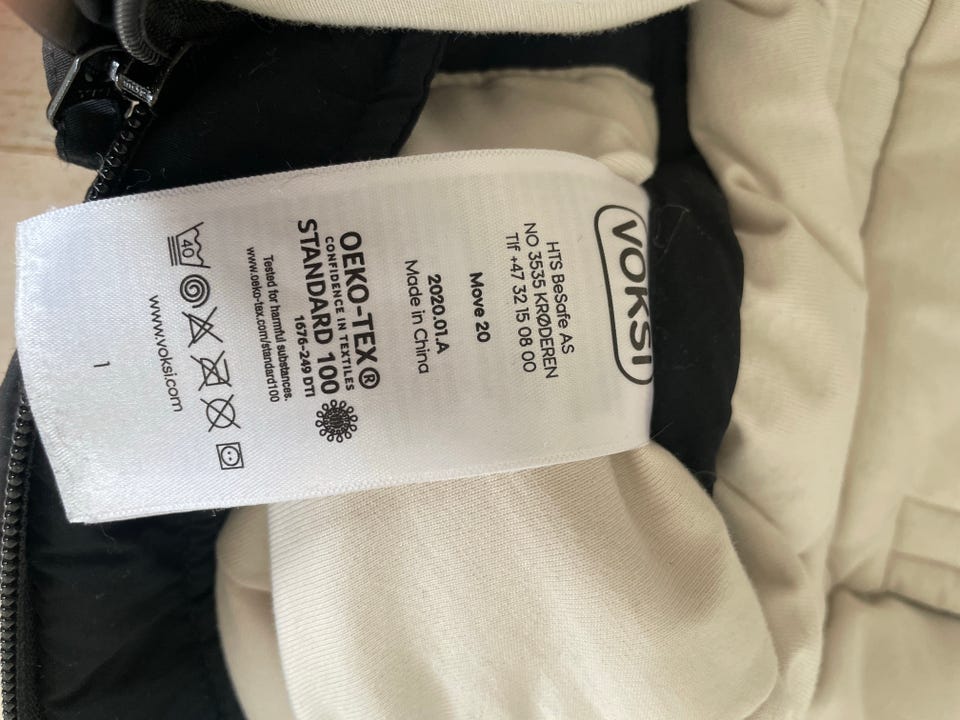 VOKSI
HTS BeSafe AS
NO 3535 KRØDEREN
Tlf +47 32 15 08 00
Move 20
2020.01.A
Made in China
OEKO-TEX®
CONFIDENCE IN TEXTILES
STANDARD 100
1676-249 DTI
Tested for harmful substances.
www.oeko-tex.com/standard100
40
www.voksi.com
1